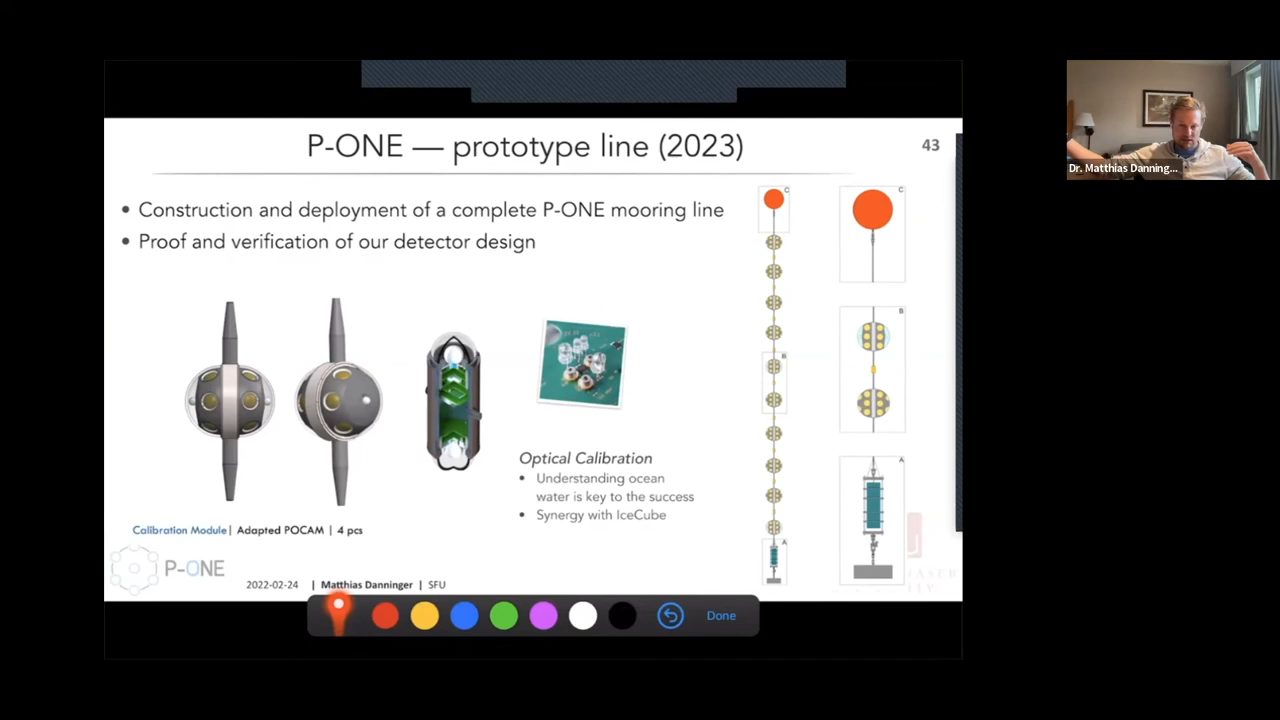 P-ONE — prototype line (2023)
43
• Construction and deployment of a complete P-ONE mooring line
• Proof and verification of our detector design
C
C
B
B
A
A
Optical Calibration
• Understanding ocean
water is key to the success
• Synergy with IceCube
Calibration Module | Adapted POCAM | 4 pcs
P-ONE
2022-02-24 | Matthias Danninger | SFU
Done
Dr. Matthias Danning...